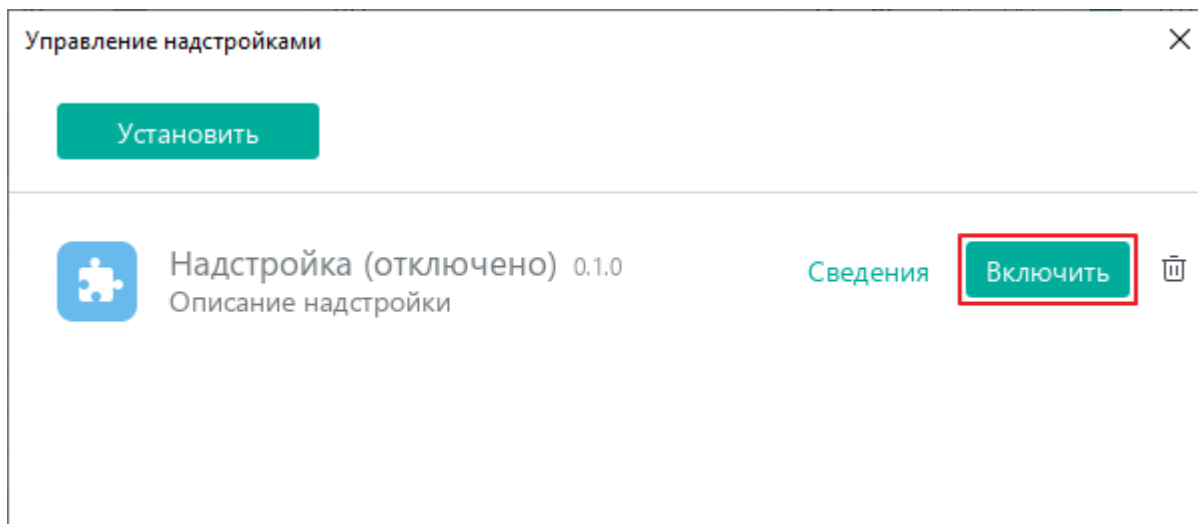 Управление надстройками
Установить
Надстройка (отключено) 0.1.0
Описание надстройки
Сведения
Включить